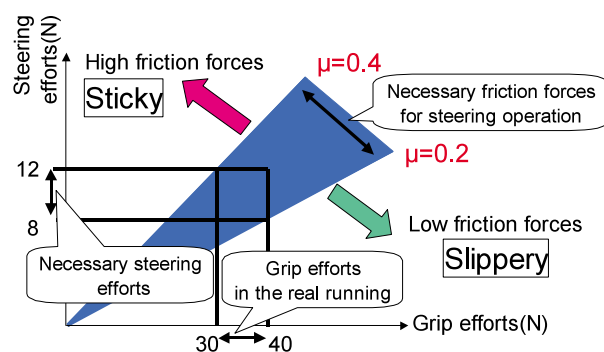 Steering
efforts(N)
High friction forces
Sticky
μ=0.4
Necessary friction forces
for steering operation
μ=0.2
12
8
Low friction forces
Slippery
Necessary steering
efforts
Grip efforts
in the real running
30
40
Grip efforts(N)